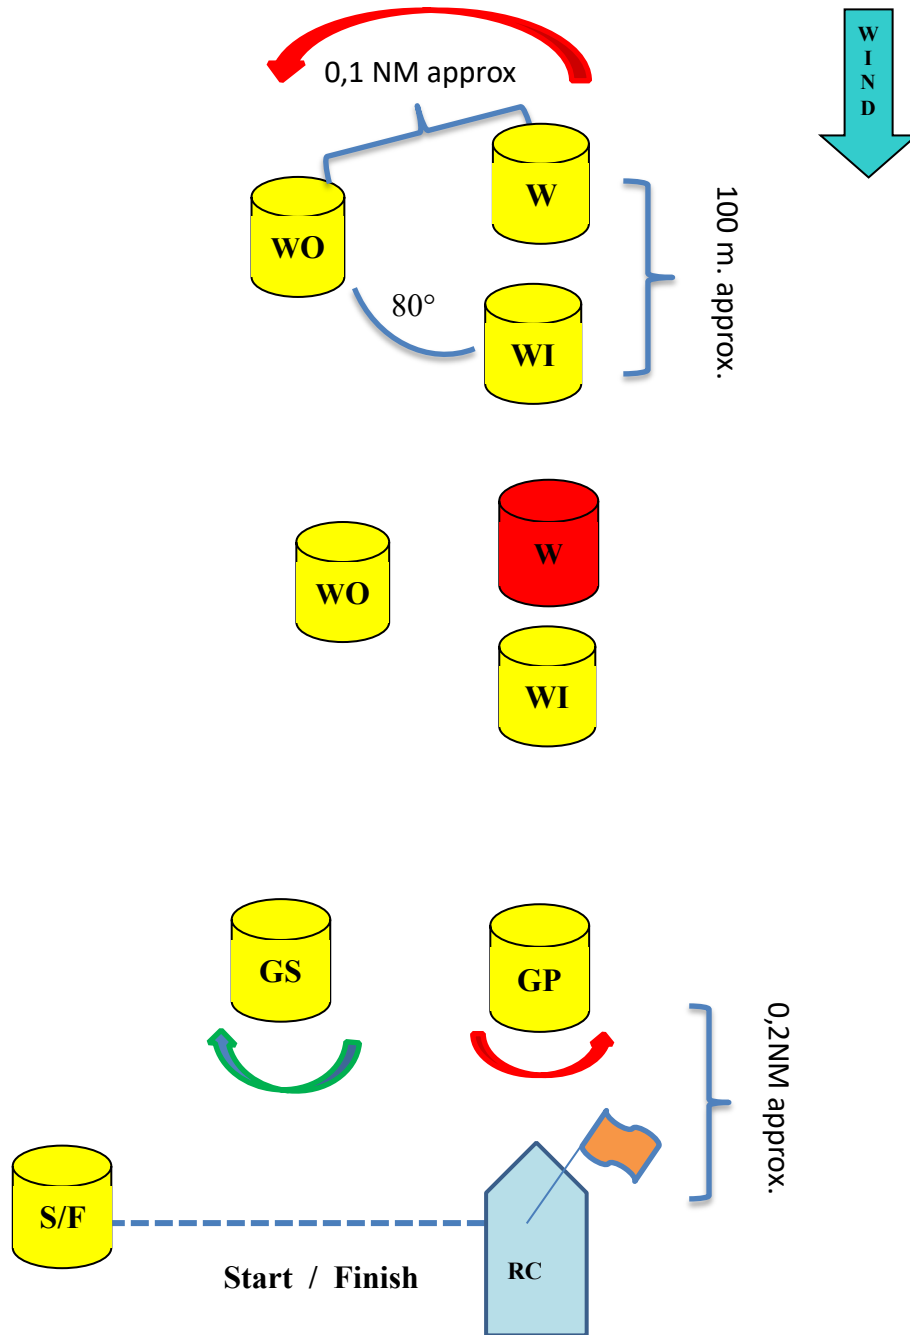 WIND
0,1 NM approx
W
WO
100 m. approx.
80°
WI
W
WO
WI
GS
GP
0,2NM approx.
S/F
Start / Finish
RC